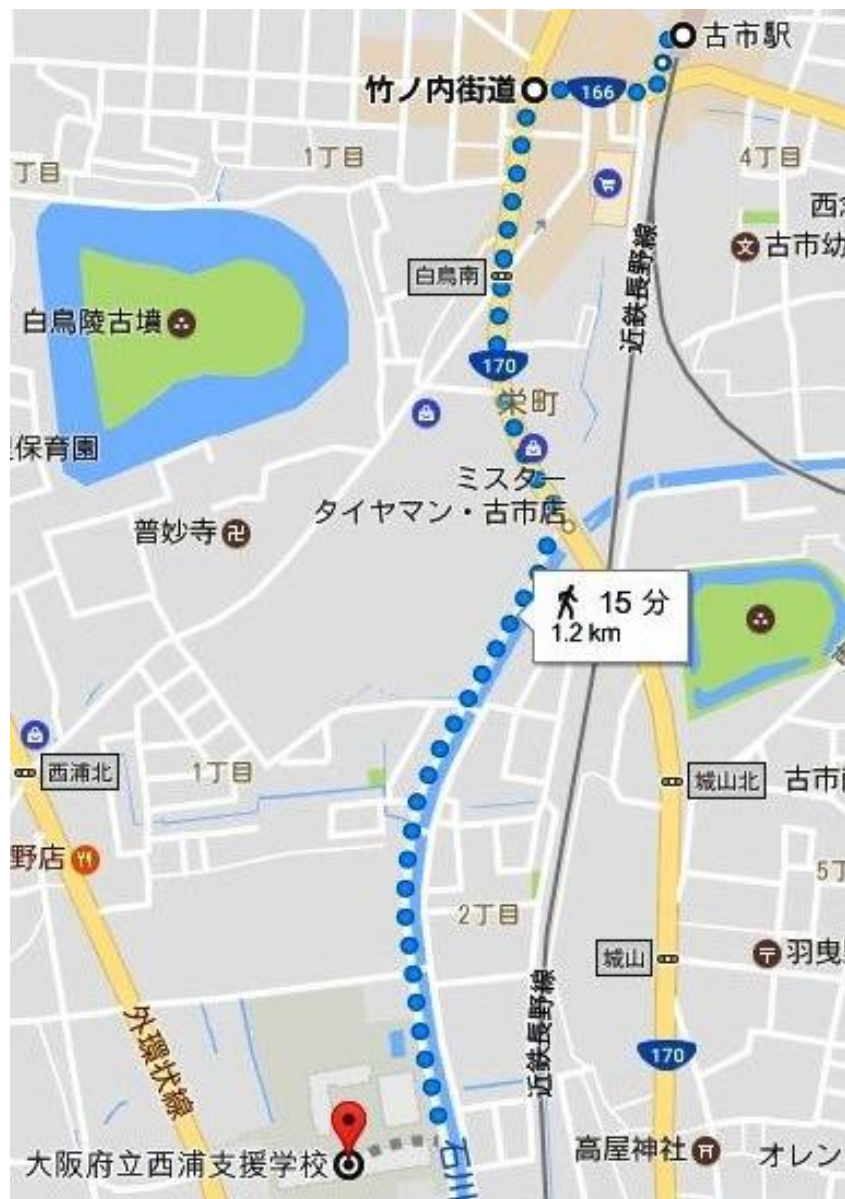 古市駅
竹ノ内街道
166
1丁目
丁目
4丁目
古市幼
白鳥南
近鉄長野線
白鳥陵古墳
170
栄町
保育園
ミスター
タイヤマン・古市店
普妙寺
15 分
1.2 km
西浦北
1丁目
城山北
古市
野店
5丁
2丁目
城山
羽曳
外環状線
近鉄長野線
170
大阪府立西浦支援学校
石川
高屋神社
オレン